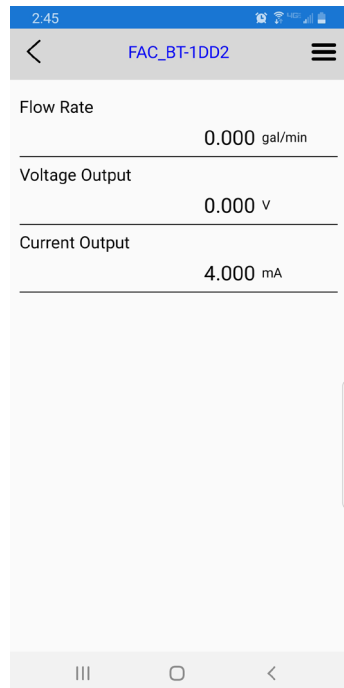 2:45
4GE
FAC_BT-1DD2
Flow Rate
0.000 gal/min
Voltage Output
0.000 V
Current Output
4.000 mA